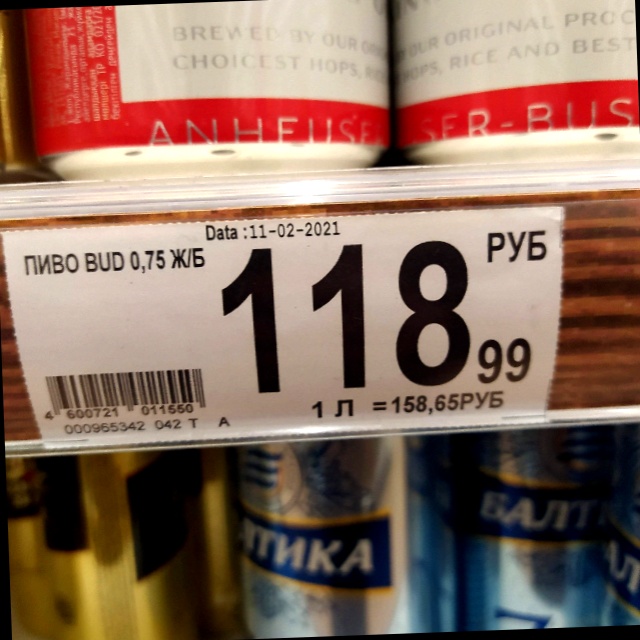 BREWED BY OUR
CHOICEST HOPS,
OUR ORIGINAL PROC
HOPS, RICE AND BEST
ANHEUSE
SER-BUS
Data :11-02-2021
ПИВО BUD 0,75 Ж/Б
118 99
РУБ
4 600721 011550
000965342 042 T A
1 Л =158,65РУБ
ТИКА
БАЛТ